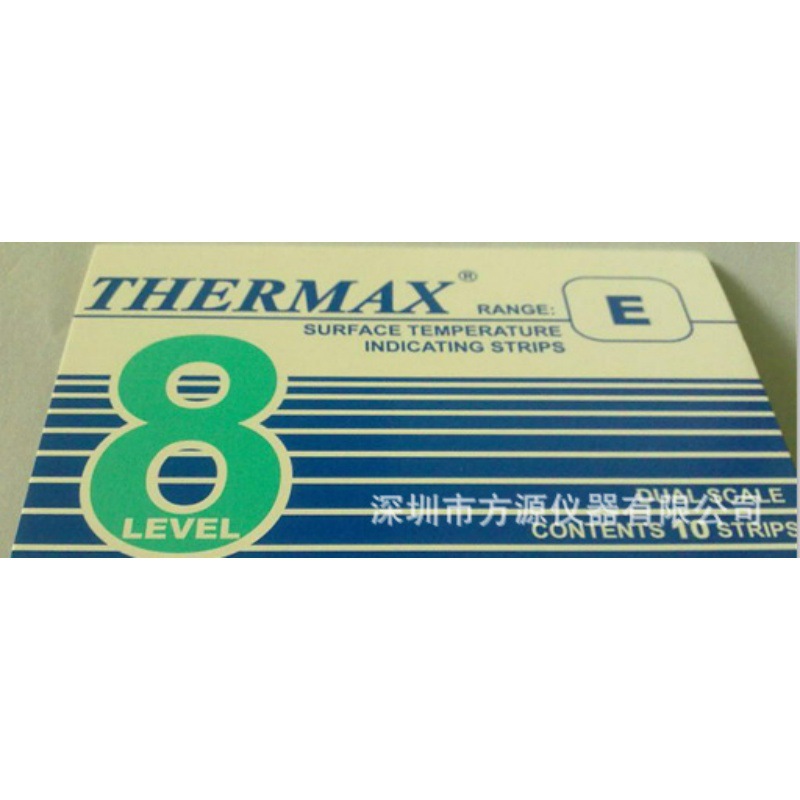 THERMAX®
RANGE: E
SURFACE TEMPERATURE
INDICATING STRIPS
8
LEVEL
DUAL SCALE
深圳市方源仪器有限公司
CONTENTS 10 STRIPS